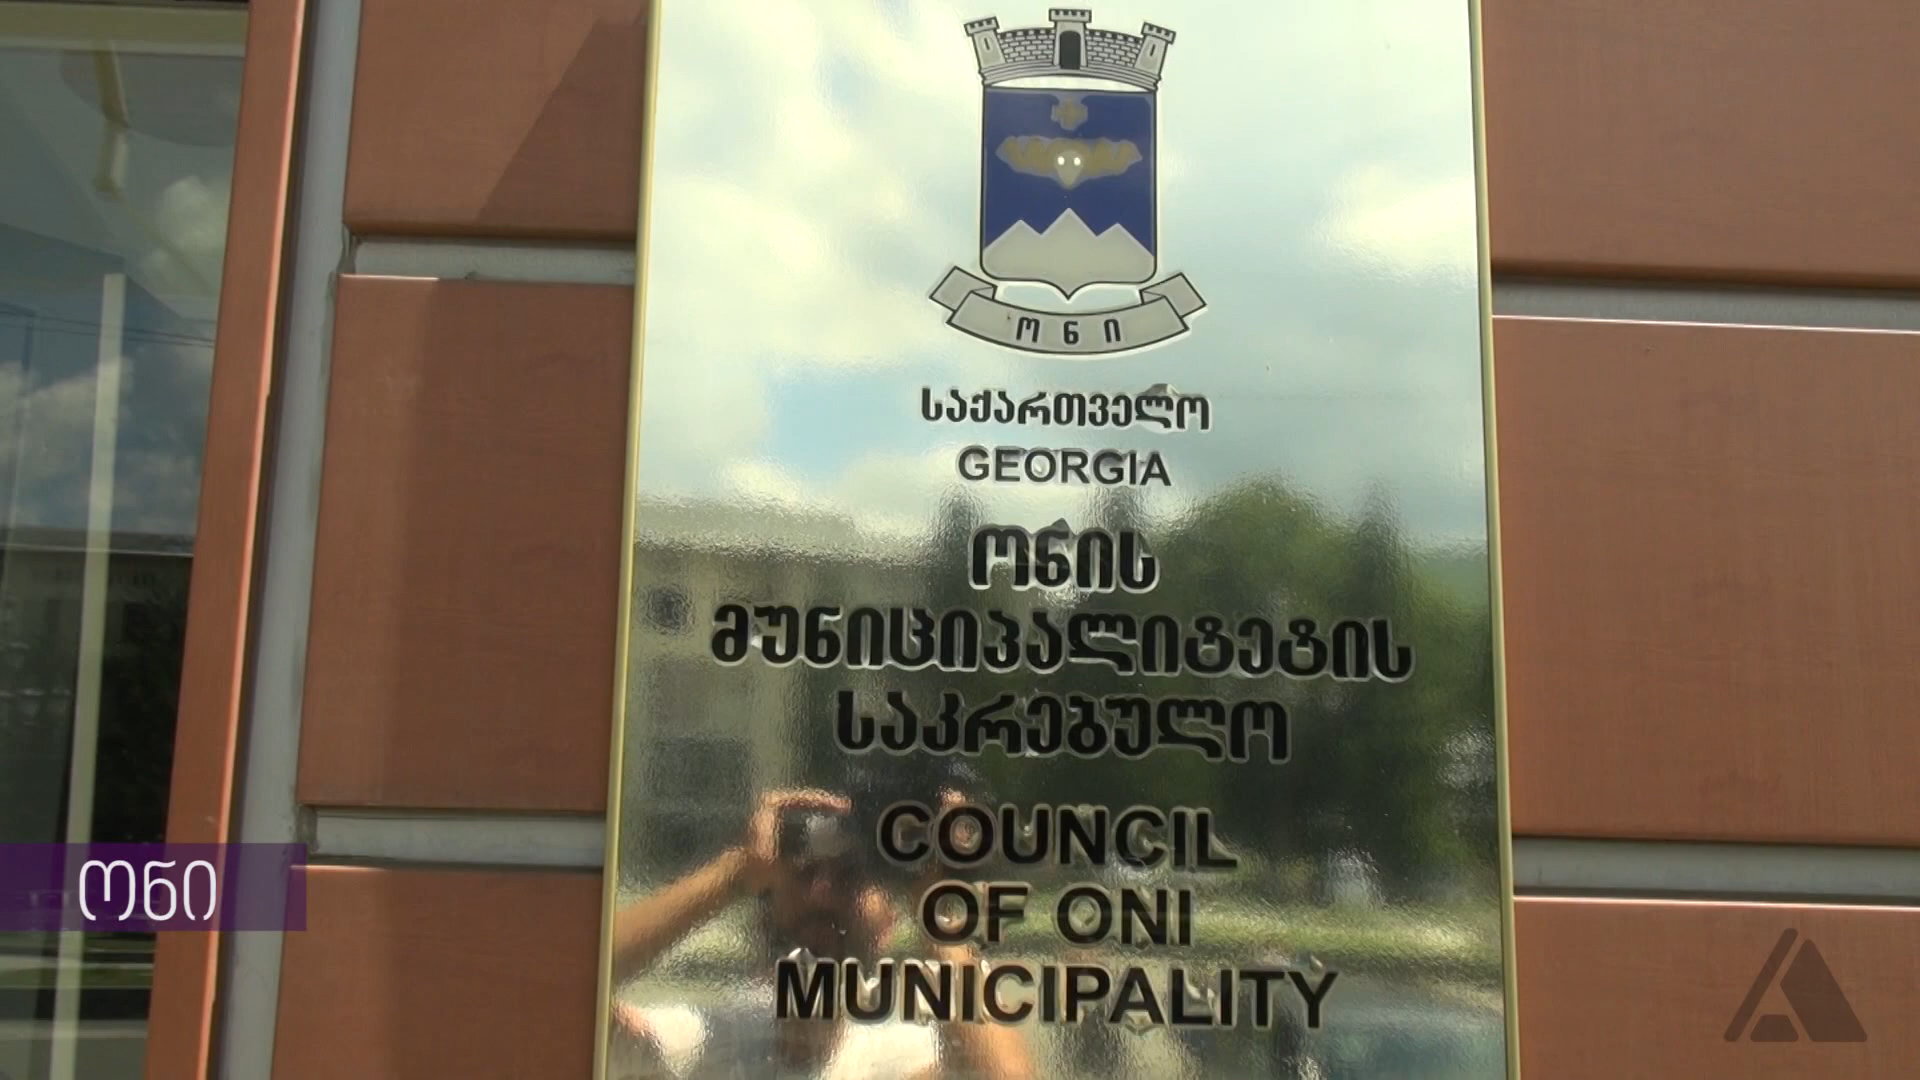 ონი
საქართველო
GEORGIA
ონის
მუნიციპალიტეტის
საკრებულო
COUNCIL
OF ONI
MUNICIPALITY
ონი